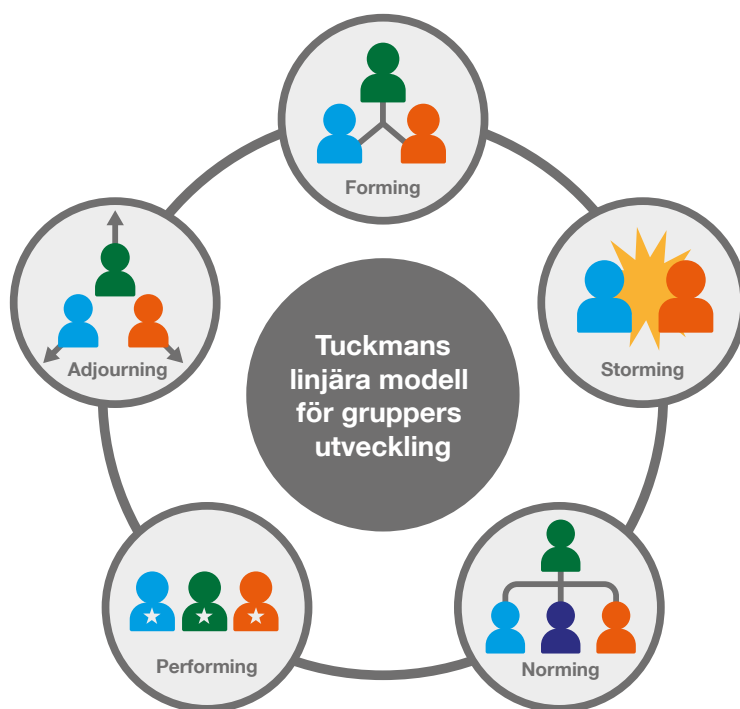 Forming
Storming
Norming
Performing
Adjourning
Tuckmans
linjära modell
för gruppers
utveckling